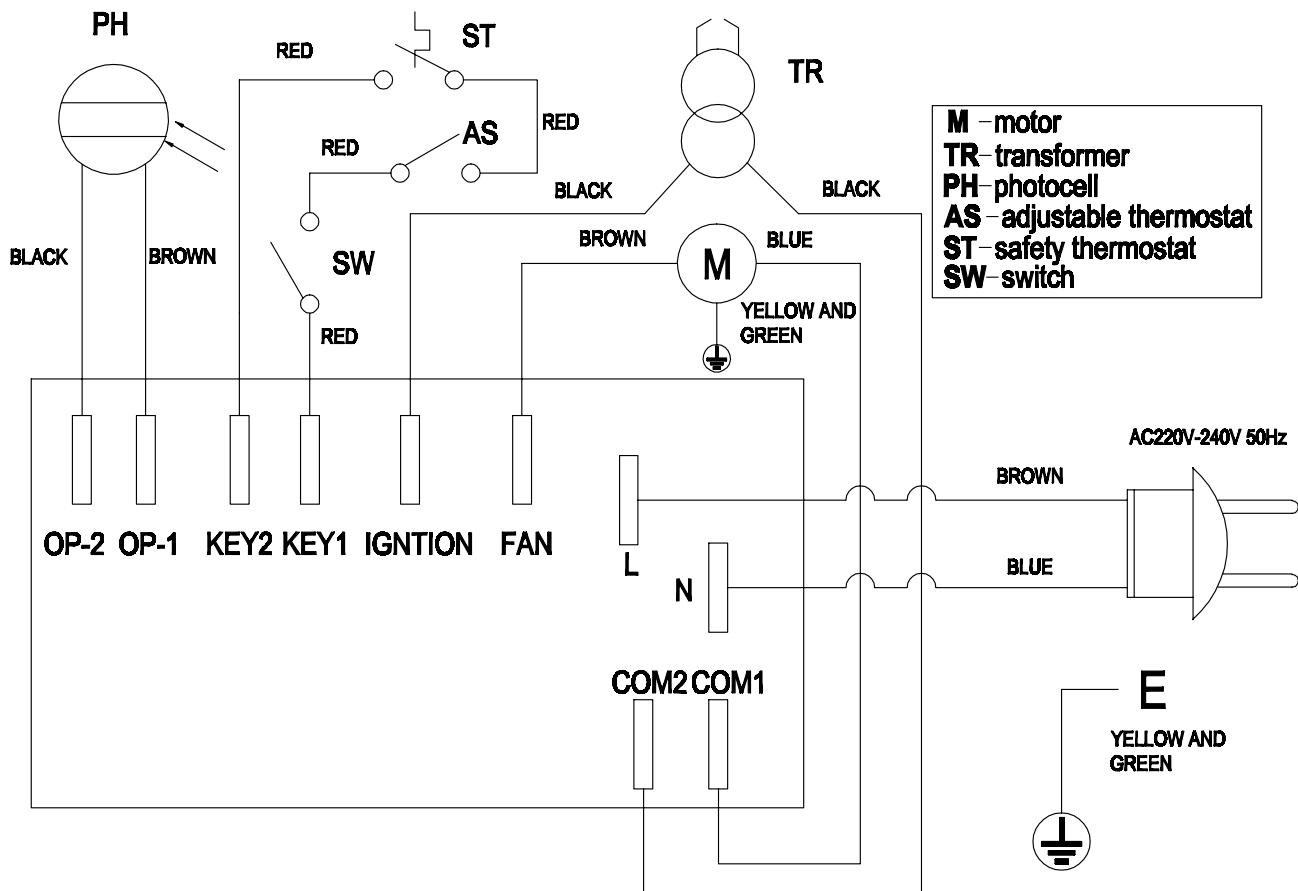 PH
RED
ST
TR
RED
AS
RED
BLACK
BLACK
BROWN
BLUE
M
BLACK
BROWN
SW
RED
YELLOW AND
GREEN
M - motor
TR - transformer
PH - photocell
AS - adjustable thermostat
ST - safety thermostat
SW - switch
AC220V-240V 50Hz
BROWN
OP-2 OP-1 KEY2 KEY1 IGNTION FAN
L
BLUE
N
COM2 COM1
E
YELLOW AND
GREEN